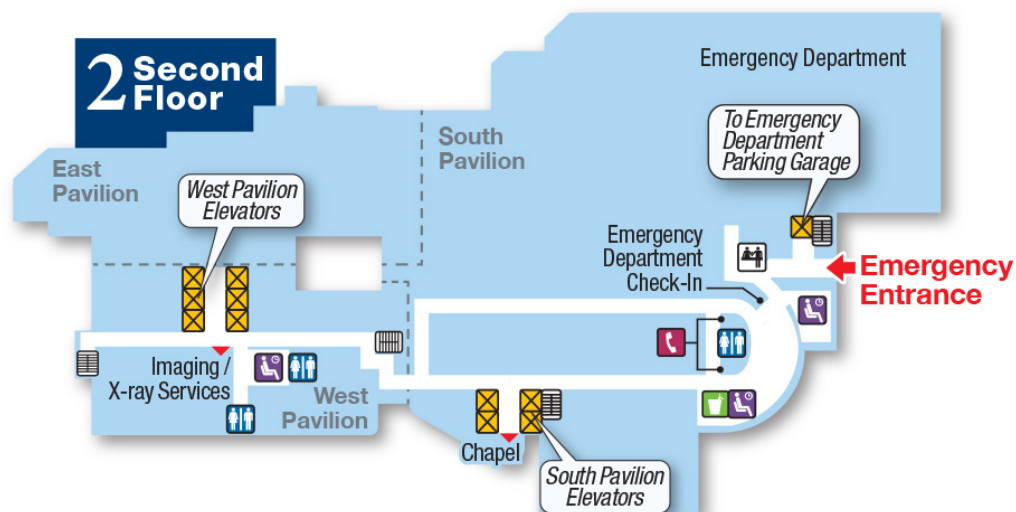 2 Second
Floor
Emergency Department
To Emergency
Department
Parking Garage
South
Pavilion
East
Pavilion
West Pavilion
Elevators
Emergency
Department
Check-In
Emergency
Entrance
Imaging /
X-ray Services
West
Pavilion
Chapel
South Pavilion
Elevators